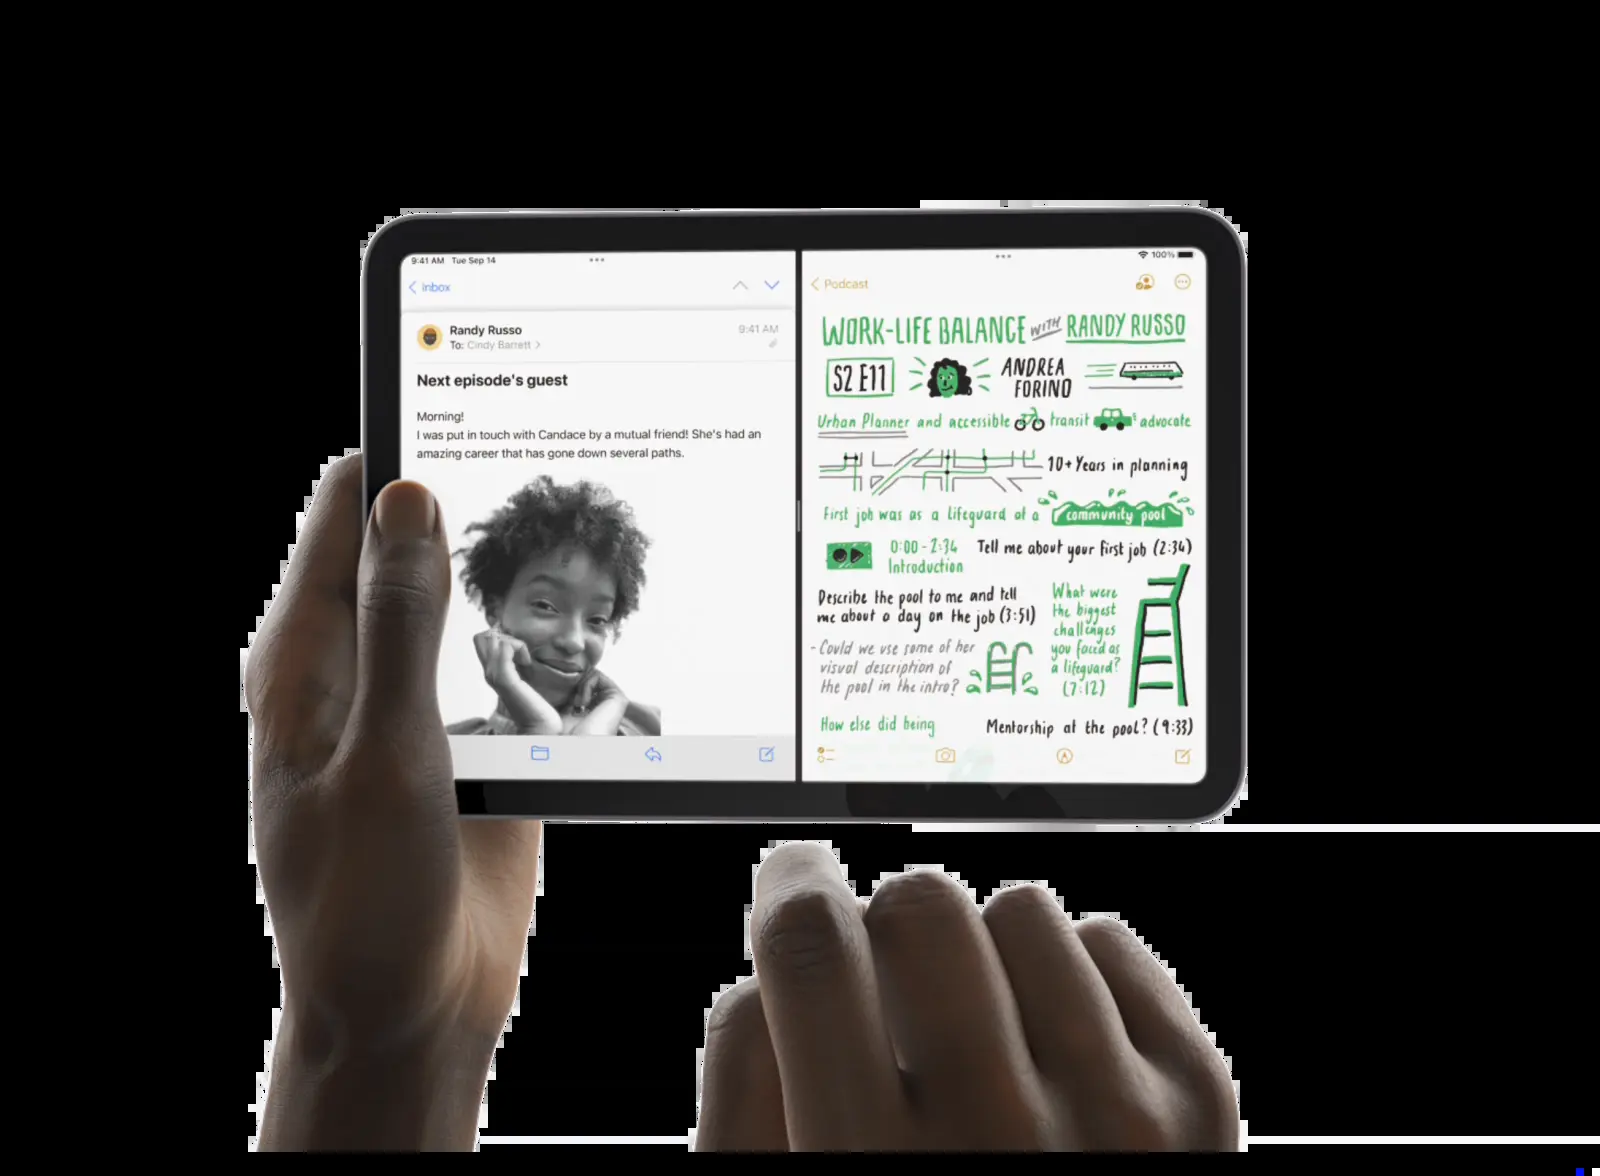 9:41 AM Tue Sep 14
Inbox
Randy Russo
9:41 AM
To: Cindy Barrett
Next episode's guest
Morning!
I was put in touch with Candace by a mutual friend! She's had an
amazing career that has gone down several paths.
100%
Podcast
WORK-LIFE BALANCE WITH RANDY RUSSO
S2 E11
ANDREA
FORINO
Urban Planner and accessible transit advocate
10+ Years in planning
First job was as a lifeguard at a community pool
0:00 - 2:34
Introduction
Tell me about your first job (2:34)
Describe the pool to me and tell
me about a day on the job (3:51)
- Could we use some of her
visual description of
the pool in the intro?
What were
the biggest
challenges
you faced as
a lifeguard?
(7:12)
How else did being
Mentorship at the pool? (9:33)